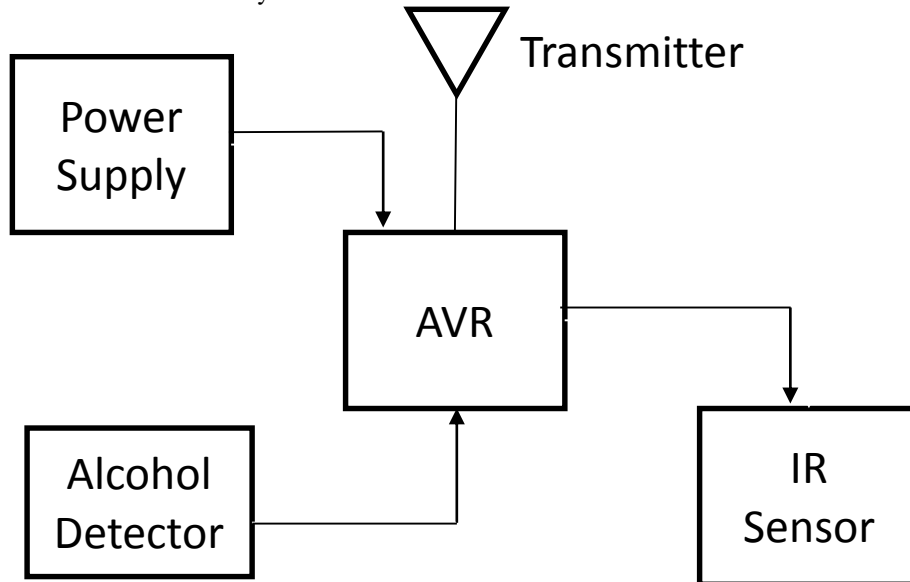 Transmitter
Power
Supply
AVR
Alcohol
Detector
IR
Sensor